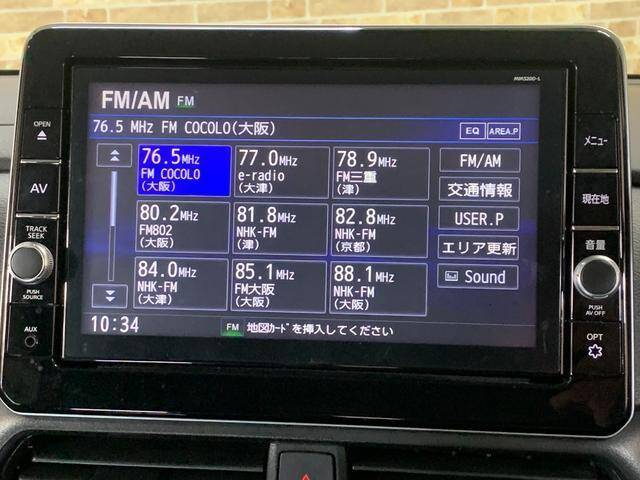 MM320D-L
FM/AM FM
76.5 MHz FM COCOLO(大阪)
EQ AREA.P
76.5MHz
FM COCOLO
(大阪)
77.0MHz
e-radio
(大津)
78.9MHz
FM三重
(津)
80.2MHz
FM802
(大阪)
81.8MHz
NHK-FM
(津)
82.8MHz
NHK-FM
(京都)
84.0MHz
NHK-FM
(大津)
85.1MHz
FM大阪
(大阪)
88.1MHz
NHK-FM
(大阪)
FM/AM
交通情報
USER.P
エリア更新
Sound
10:34
FM 地図カードを挿入してください
OPEN
AV
TRACK
SEEK
PUSH
SOURCE
AUX
メニュー
現在地
音量
PUSH
AV OFF
OPT